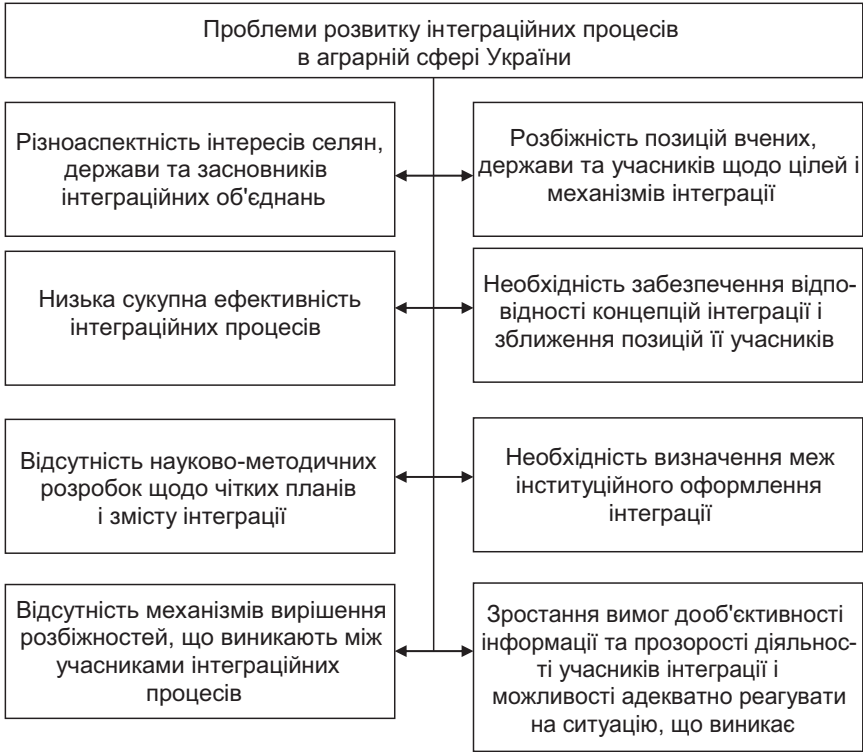 Проблеми розвитку інтеграційних процесів
в аграрній сфері України
Різноаспектність інтересів селян,
держави та засновників
інтеграційних об'єднань
Розбіжність позицій вчених,
держави та учасників щодо цілей і
механізмів інтеграції
Низька сукупна ефективність
інтеграційних процесів
Необхідність забезпечення відпо-
відності концепцій інтеграції і
зближення позицій її учасників
Відсутність науково-методичних
розробок щодо чітких планів
і змісту інтеграції
Необхідність визначення меж
інституційного оформлення
інтеграції
Відсутність механізмів вирішення
розбіжностей, що виникають між
учасниками інтеграційних
процесів
Зростання вимог дооб'єктивності
інформації та прозорості діяльнос-
ті учасників інтеграції і
можливості адекватно реагувати
на ситуацію, що виникає